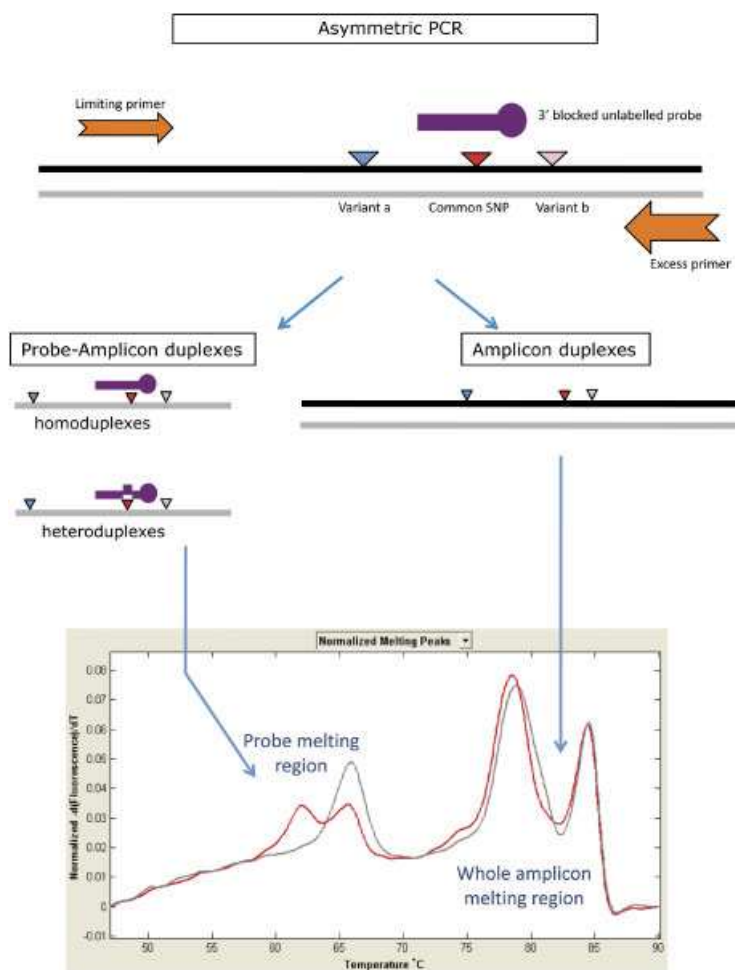 Asymmetric PCR
Limiting primer
3' blocked unlabelled probe
Variant a
Common SNP
Variant b
Excess primer
Probe-Amplicon duplexes
Amplicon duplexes
homoduplexes
heteroduplexes
Normalized Melting Peaks
0.08
0.07
0.06
0.05
0.04
0.03
0.02
0.01
0
-0.01
Normalized -d(Fluorescence)/dT
Probe melting
region
Whole amplicon
melting region
50
55
60
65
70
75
80
85
90
Temperature °C